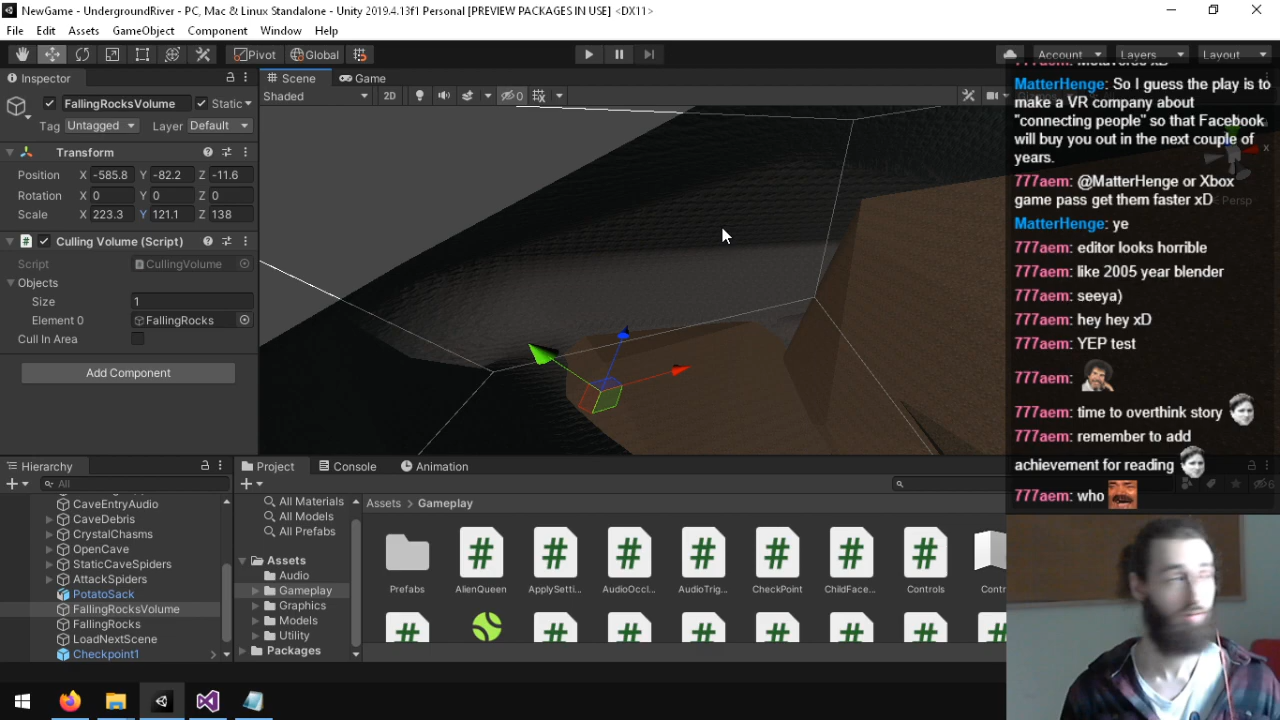 NewGame - UndergroundRiver - PC, Mac & Linux Standalone - Unity 2019.4.13f1 Personal [PREVIEW PACKAGES IN USE] <DX11>
File Edit Assets GameObject Component Window Help
Pivot Global Account Layers Layout
Inspector
Scene Game
Shaded 2D 0
FallingRocksVolume Static
Tag Untagged Layer Default
Transform
Position X -585.8 Y -82.2 Z -11.6
Rotation X 0 Y 0 Z 0
Scale X 223.3 Y 121.1 Z 138
# Culling Volume (Script)
Script CullingVolume
Objects
Size 1
Element 0 FallingRocks
Cull In Area
Add Component
MatterHenge: So I guess the play is to
make a VR company about
"connecting people" so that Facebook
will buy you out in the next couple of
years.
777aem: @MatterHenge or Xbox
game pass get them faster xD
MatterHenge: ye
777aem: editor looks horrible
777aem: like 2005 year blender
777aem: seeya)
777aem: hey hey xD
777aem: YEP test
777aem:
777aem: time to overthink story
777aem: remember to add
achievement for reading
777aem: who
Persp
x
Hierarchy
All
CaveEntryAudio
CaveDebris
CrystalChasms
OpenCave
StaticCaveSpiders
AttackSpiders
PotatoSack
FallingRocksVolume
FallingRocks
LoadNextScene
Checkpoint1
Project Console Animation
All Materials
All Models
All Prefabs
Assets
Audio
Gameplay
Graphics
Models
Utility
Packages
Assets > Gameplay
Prefabs AlienQueen ApplySetti... AudioOccl... AudioTrig... CheckPoint ChildFace... Controls